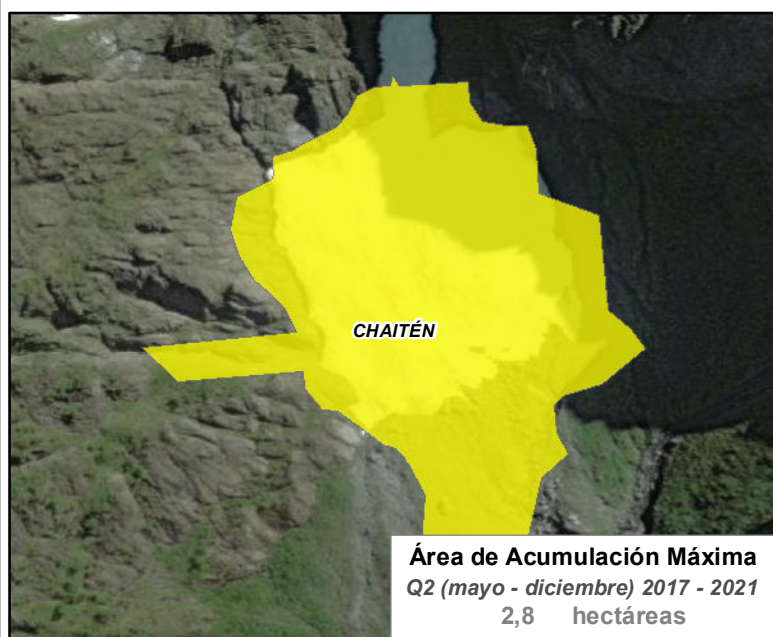 CHAITÉN
Área de Acumulación Máxima
Q2 (mayo - diciembre) 2017 - 2021
2,8 hectáreas